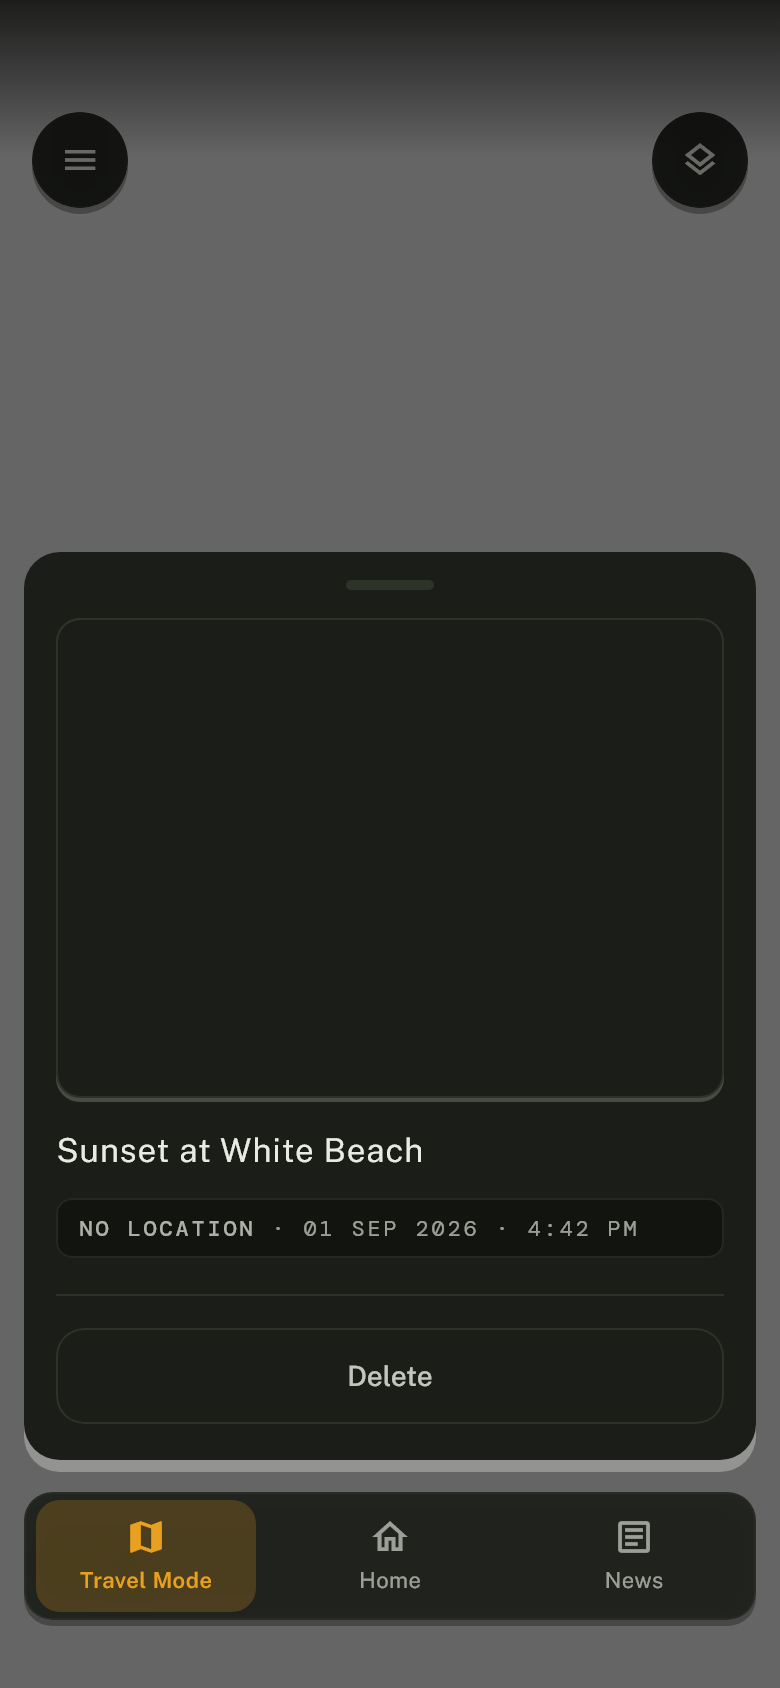 Sunset at White Beach
NO LOCATION · 01 SEP 2026 · 4:42 PM
Delete
Travel Mode
Home
News